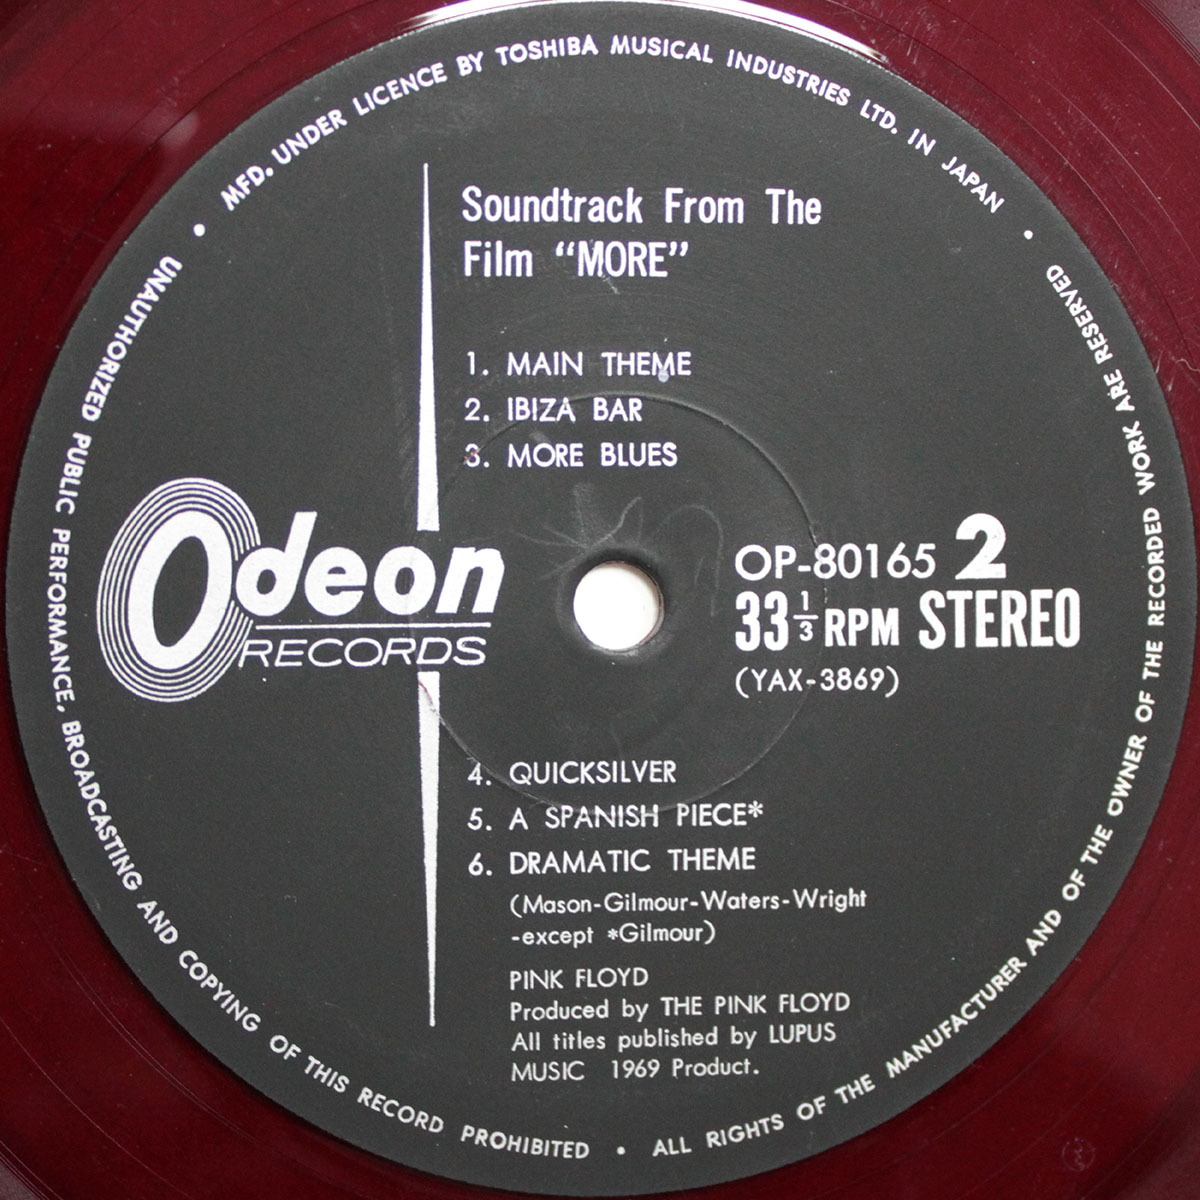 MFD. UNDER LICENCE BY TOSHIBA MUSICAL INDUSTRIES LTD. IN JAPAN
Soundtrack From The
Film “MORE”
1. MAIN THEME
2. IBIZA BAR
3. MORE BLUES
Odeon
RECORDS
OP-80165 2
33 1/3 RPM STEREO
(YAX-3869)
4. QUICKSILVER
5. A SPANISH PIECE*
6. DRAMATIC THEME
(Mason-Gilmour-Waters-Wright
-except *Gilmour)
PINK FLOYD
Produced by THE PINK FLOYD
All titles published by LUPUS
MUSIC 1969 Product.
ALL RIGHTS OF THE MANUFACTURER AND OF THE OWNER OF THE RECORDED WORK ARE RESERVED
UNAUTHORIZED PUBLIC PERFORMANCE, BROADCASTING AND COPYING OF THIS RECORD PROHIBITED